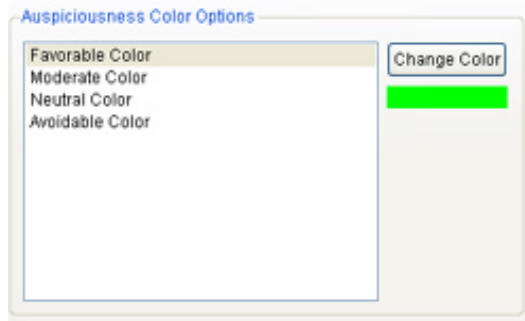 Auspiciousness Color Options
Favorable Color
Change Color
Moderate Color
Neutral Color
Avoidable Color